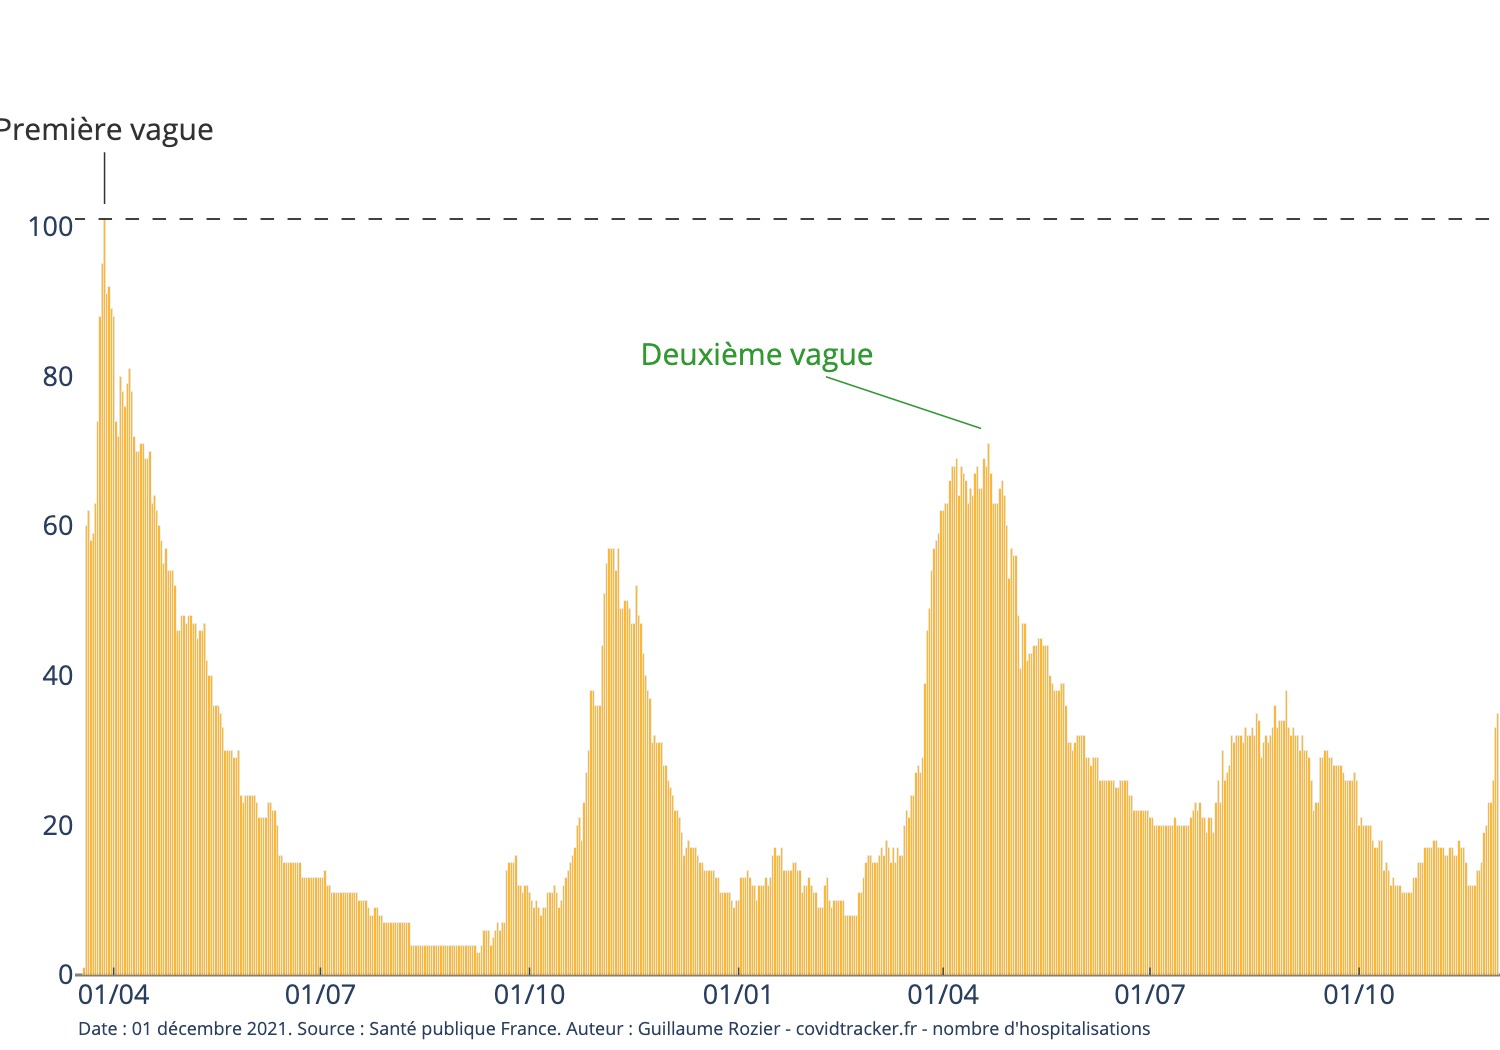 Première vague
100
Deuxième vague
80
60
40
20
0
01/04 01/07 01/10 01/01 01/04 01/07 01/10
Date : 01 décembre 2021. Source : Santé publique France. Auteur : Guillaume Rozier - covidtracker.fr - nombre d'hospitalisations